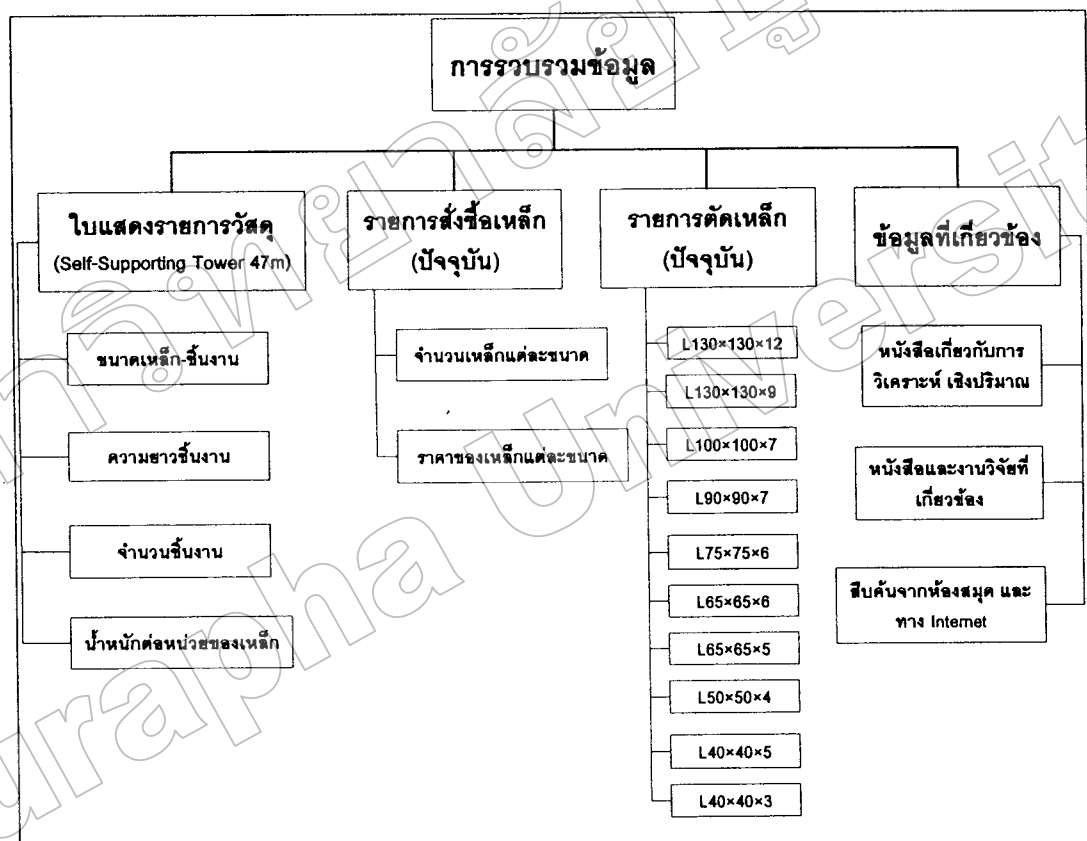 การรวบรวมข้อมูล
ใบแสดงรายการวัสดุ
(Self-Supporting Tower 47m)
ขนาดเหล็ก-ชิ้นงาน
ความยาวชิ้นงาน
จำนวนชิ้นงาน
น้ำหนักต่อหน่วยของเหล็ก
รายการสั่งซื้อเหล็ก
(ปัจจุบัน)
จำนวนเหล็กแต่ละขนาด
ราคาของเหล็กแต่ละขนาด
รายการตัดเหล็ก
(ปัจจุบัน)
L130×130×12
L130×130×9
L100×100×7
L90×90×7
L75×75×6
L65×65×6
L65×65×5
L50×50×4
L40×40×5
L40×40×3
ข้อมูลที่เกี่ยวข้อง
หนังสือเกี่ยวกับการ
วิเคราะห์ เชิงปริมาณ
หนังสือและงานวิจัยที่
เกี่ยวข้อง
สืบค้นจากห้องสมุด และ
ทาง Internet